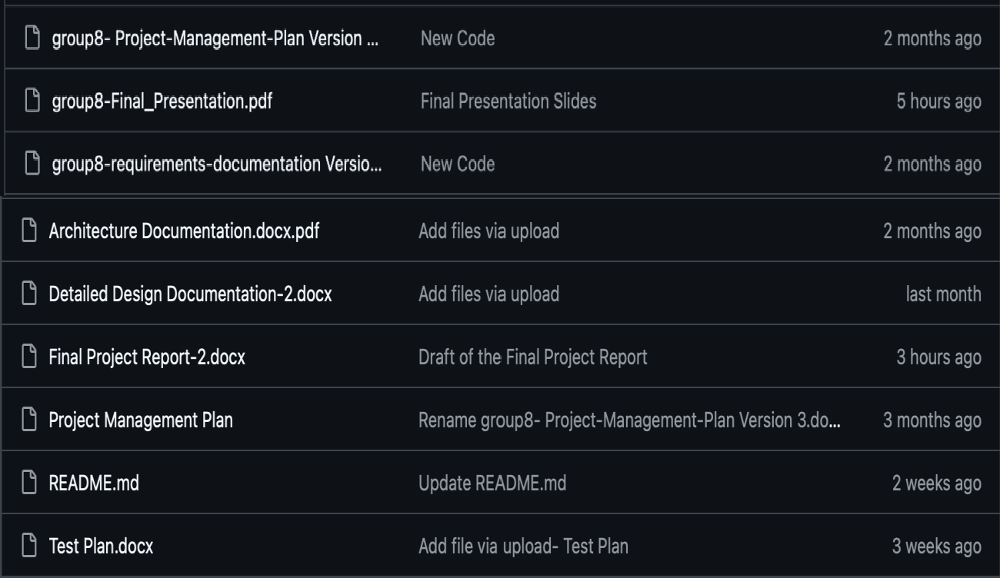 group8- Project-Management-Plan Version ... New Code 2 months ago
group8-Final_Presentation.pdf Final Presentation Slides 5 hours ago
group8-requirements-documentation Versio... New Code 2 months ago
Architecture Documentation.docx.pdf Add files via upload 2 months ago
Detailed Design Documentation-2.docx Add files via upload last month
Final Project Report-2.docx Draft of the Final Project Report 3 hours ago
Project Management Plan Rename group8- Project-Management-Plan Version 3.do... 3 months ago
README.md Update README.md 2 weeks ago
Test Plan.docx Add file via upload- Test Plan 3 weeks ago